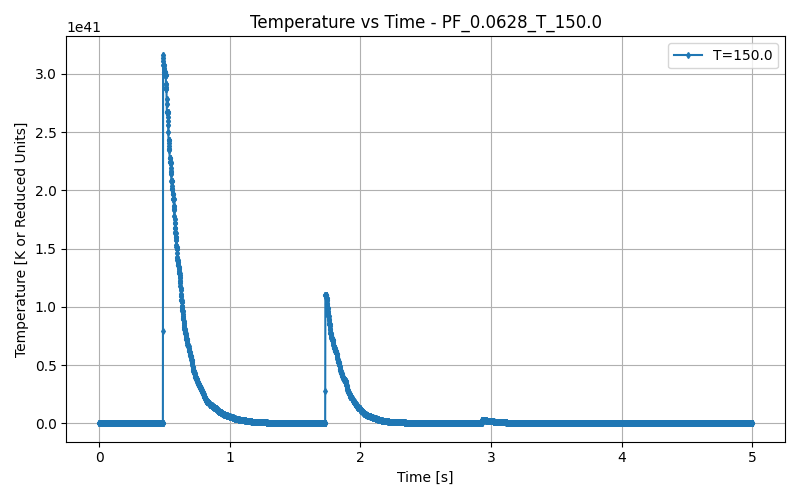 Temperature vs Time - PF_0.0628_T_150.0
1e41
T=150.0
3.0
2.5
2.0
1.5
1.0
0.5
0.0
Temperature [K or Reduced Units]
0 1 2 3 4 5
Time [s]